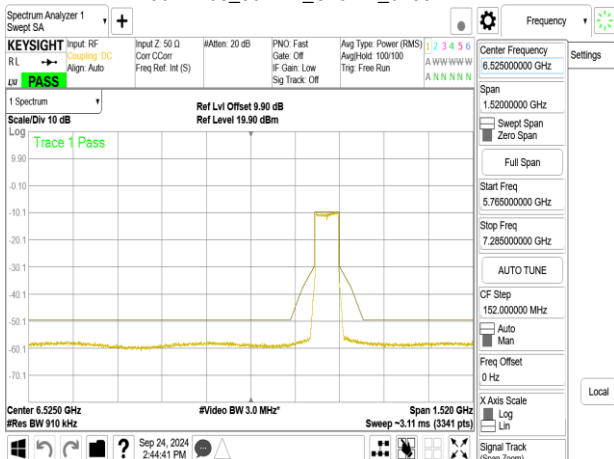 Spectrum Analyzer 1
Swept SA
+
Frequency
Settings
KEYSIGHT
RL
LXI
PASS
Input: RF
Coupling: DC
Align: Auto
Input Z: 50 Ω
Corr CCorr
Freq Ref: Int (S)
#Atten: 20 dB
PNO: Fast
Gate: Off
IF Gain: Low
Sig Track: Off
Avg Type: Power (RMS)
Avg|Hold: 100/100
Trig: Free Run
1 2 3 4 5 6
A W W W W W
A N N N N N
1 Spectrum
Scale/Div 10 dB
Ref Lvl Offset 9.90 dB
Ref Level 19.90 dBm
Log
Trace 1 Pass
9.90
-0.10
-10.1
-20.1
-30.1
-40.1
-50.1
-60.1
-70.1
Center 6.5250 GHz
#Res BW 910 kHz
#Video BW 3.0 MHz*
Span 1.520 GHz
Sweep ~3.11 ms (3341 pts)
Center Frequency
6.525000000 GHz
Span
1.52000000 GHz
Swept Span
Zero Span
Full Span
Start Freq
5.765000000 GHz
Stop Freq
7.285000000 GHz
AUTO TUNE
CF Step
152.000000 MHz
Auto
Man
Freq Offset
0 Hz
X Axis Scale
Log
Lin
Signal Track
(Span Zoom)
Local
?
Sep 24, 2024
2:44:41 PM